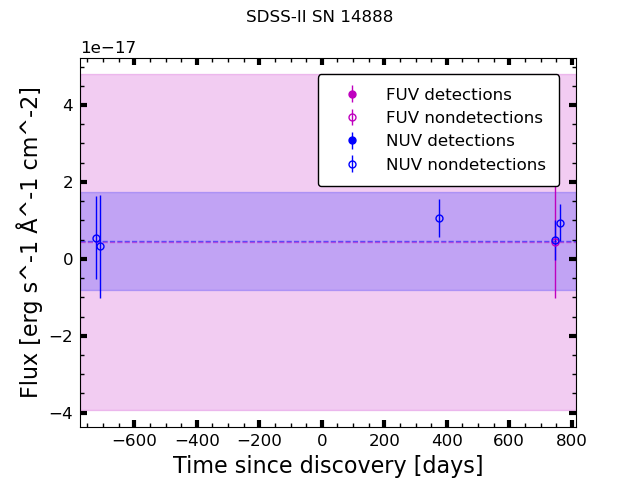 SDSS-II SN 14888
1e−17
FUV detections
FUV nondetections
NUV detections
NUV nondetections
4
2
0
−2
−4
Flux [erg s^-1 Å^-1 cm^-2]
−600 −400 −200 0 200 400 600 800
Time since discovery [days]